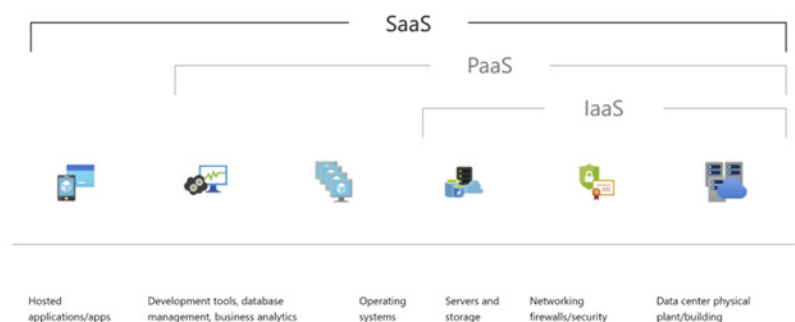 SaaS
PaaS
IaaS
Hosted
applications/apps
Development tools, database
management, business analytics
Operating
systems
Servers and
storage
Networking
firewalls/security
Data center physical
plant/building